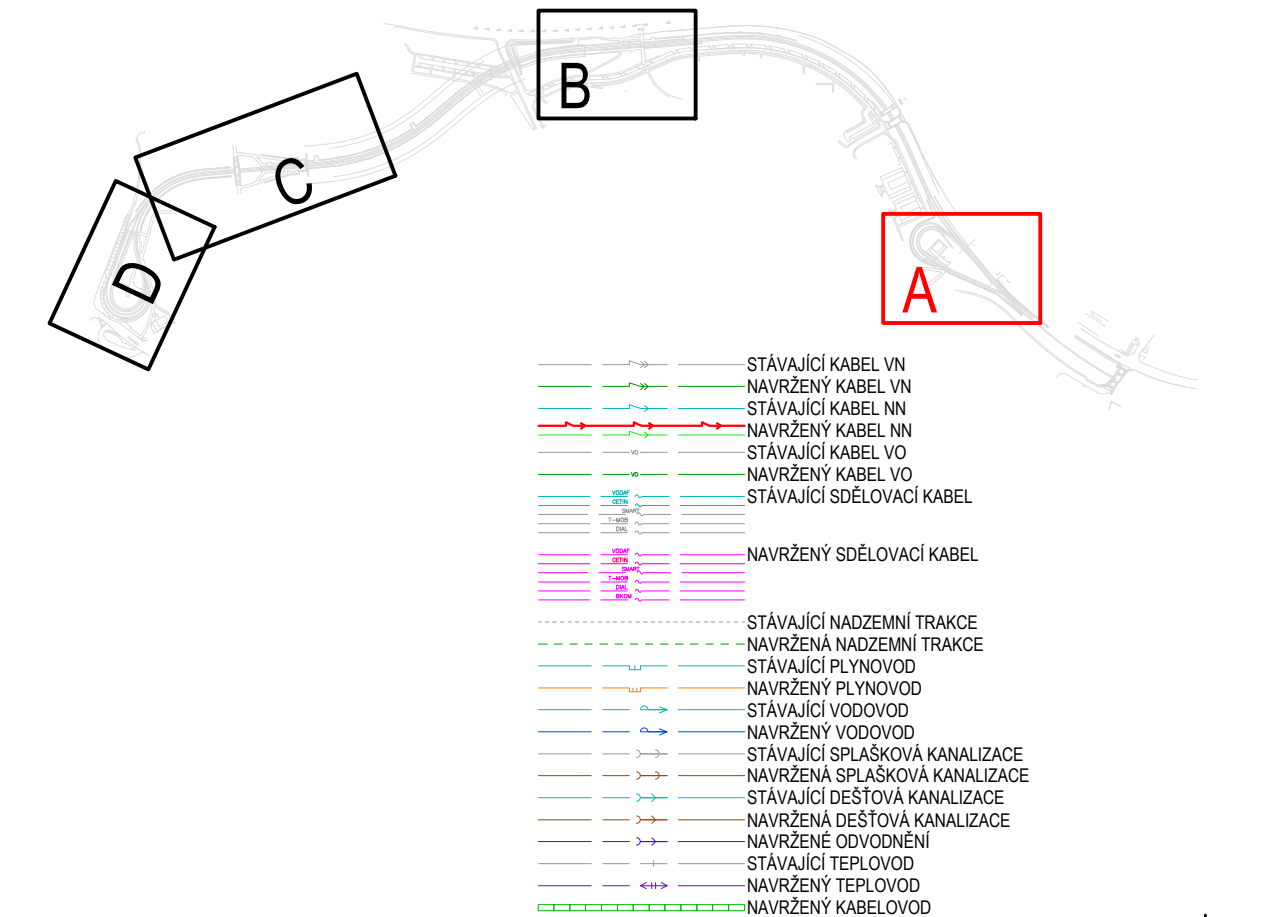 B
C
D
A
STÁVAJÍCÍ KABEL VN
NAVRŽENÝ KABEL VN
STÁVAJÍCÍ KABEL NN
NAVRŽENÝ KABEL NN
VO STÁVAJÍCÍ KABEL VO
VO NAVRŽENÝ KABEL VO
VODAF STÁVAJÍCÍ SDĚLOVACÍ KABEL
CETIN
SMART
T-MOB
DIAL
VODAF NAVRŽENÝ SDĚLOVACÍ KABEL
CETIN
SMART
T-MOB
DIAL
BKOM
STÁVAJÍCÍ NADZEMNÍ TRAKCE
NAVRŽENÁ NADZEMNÍ TRAKCE
STÁVAJÍCÍ PLYNOVOD
NAVRŽENÝ PLYNOVOD
STÁVAJÍCÍ VODOVOD
NAVRŽENÝ VODOVOD
STÁVAJÍCÍ SPLAŠKOVÁ KANALIZACE
NAVRŽENÁ SPLAŠKOVÁ KANALIZACE
STÁVAJÍCÍ DEŠŤOVÁ KANALIZACE
NAVRŽENÁ DEŠŤOVÁ KANALIZACE
NAVRŽENÉ ODVODNĚNÍ
STÁVAJÍCÍ TEPLOVOD
NAVRŽENÝ TEPLOVOD
NAVRŽENÝ KABELOVOD